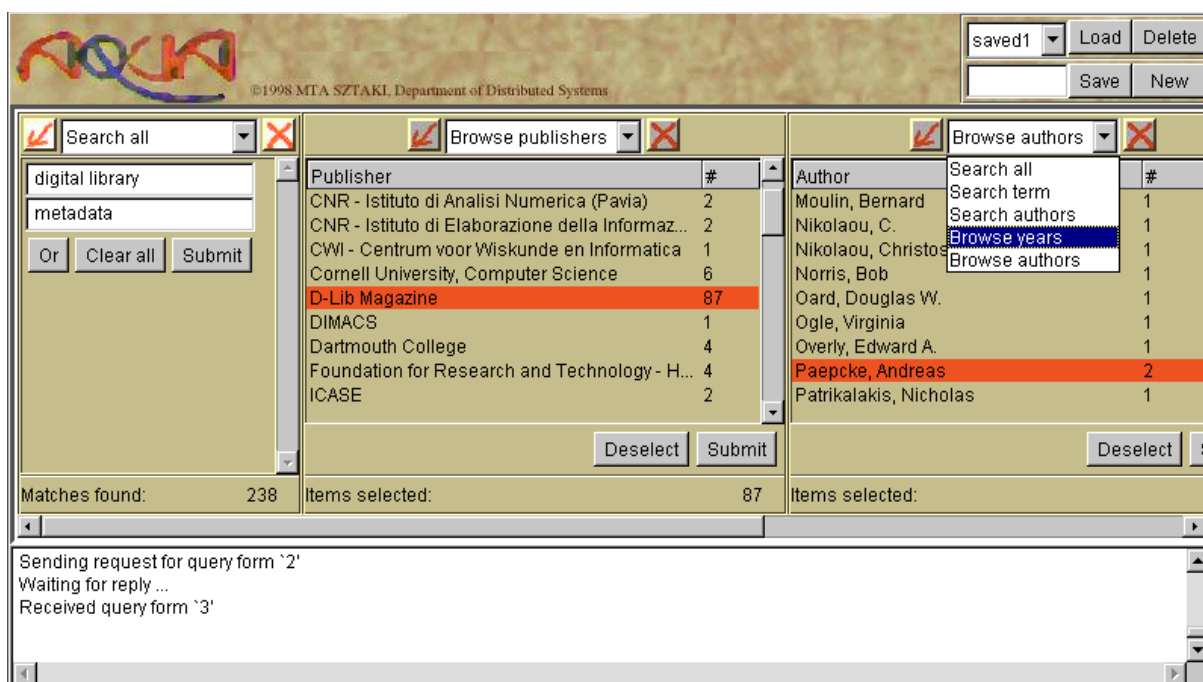 AQUA
saved1 Load Delete
Save New
©1998 MTA SZTAKI, Department of Distributed Systems
Search all
digital library
metadata
Or Clear all Submit
Matches found: 238
Browse publishers
Publisher #
CNR - Istituto di Analisi Numerica (Pavia) 2
CNR - Istituto di Elaborazione della Informaz... 2
CWI - Centrum voor Wiskunde en Informatica 1
Cornell University, Computer Science 6
D-Lib Magazine 87
DIMACS 1
Dartmouth College 4
Foundation for Research and Technology - H... 4
ICASE 2
Deselect Submit
Items selected: 87
Browse authors
Search all
Search term
Search authors
Browse years
Browse authors
Author #
Moulin, Bernard 1
Nikolaou, C. 1
Nikolaou, Christos 1
Norris, Bob 1
Oard, Douglas W. 1
Ogle, Virginia 1
Overly, Edward A. 1
Paepcke, Andreas 2
Patrikalakis, Nicholas 1
Deselect
Items selected:
Sending request for query form `2'
Waiting for reply ...
Received query form `3'